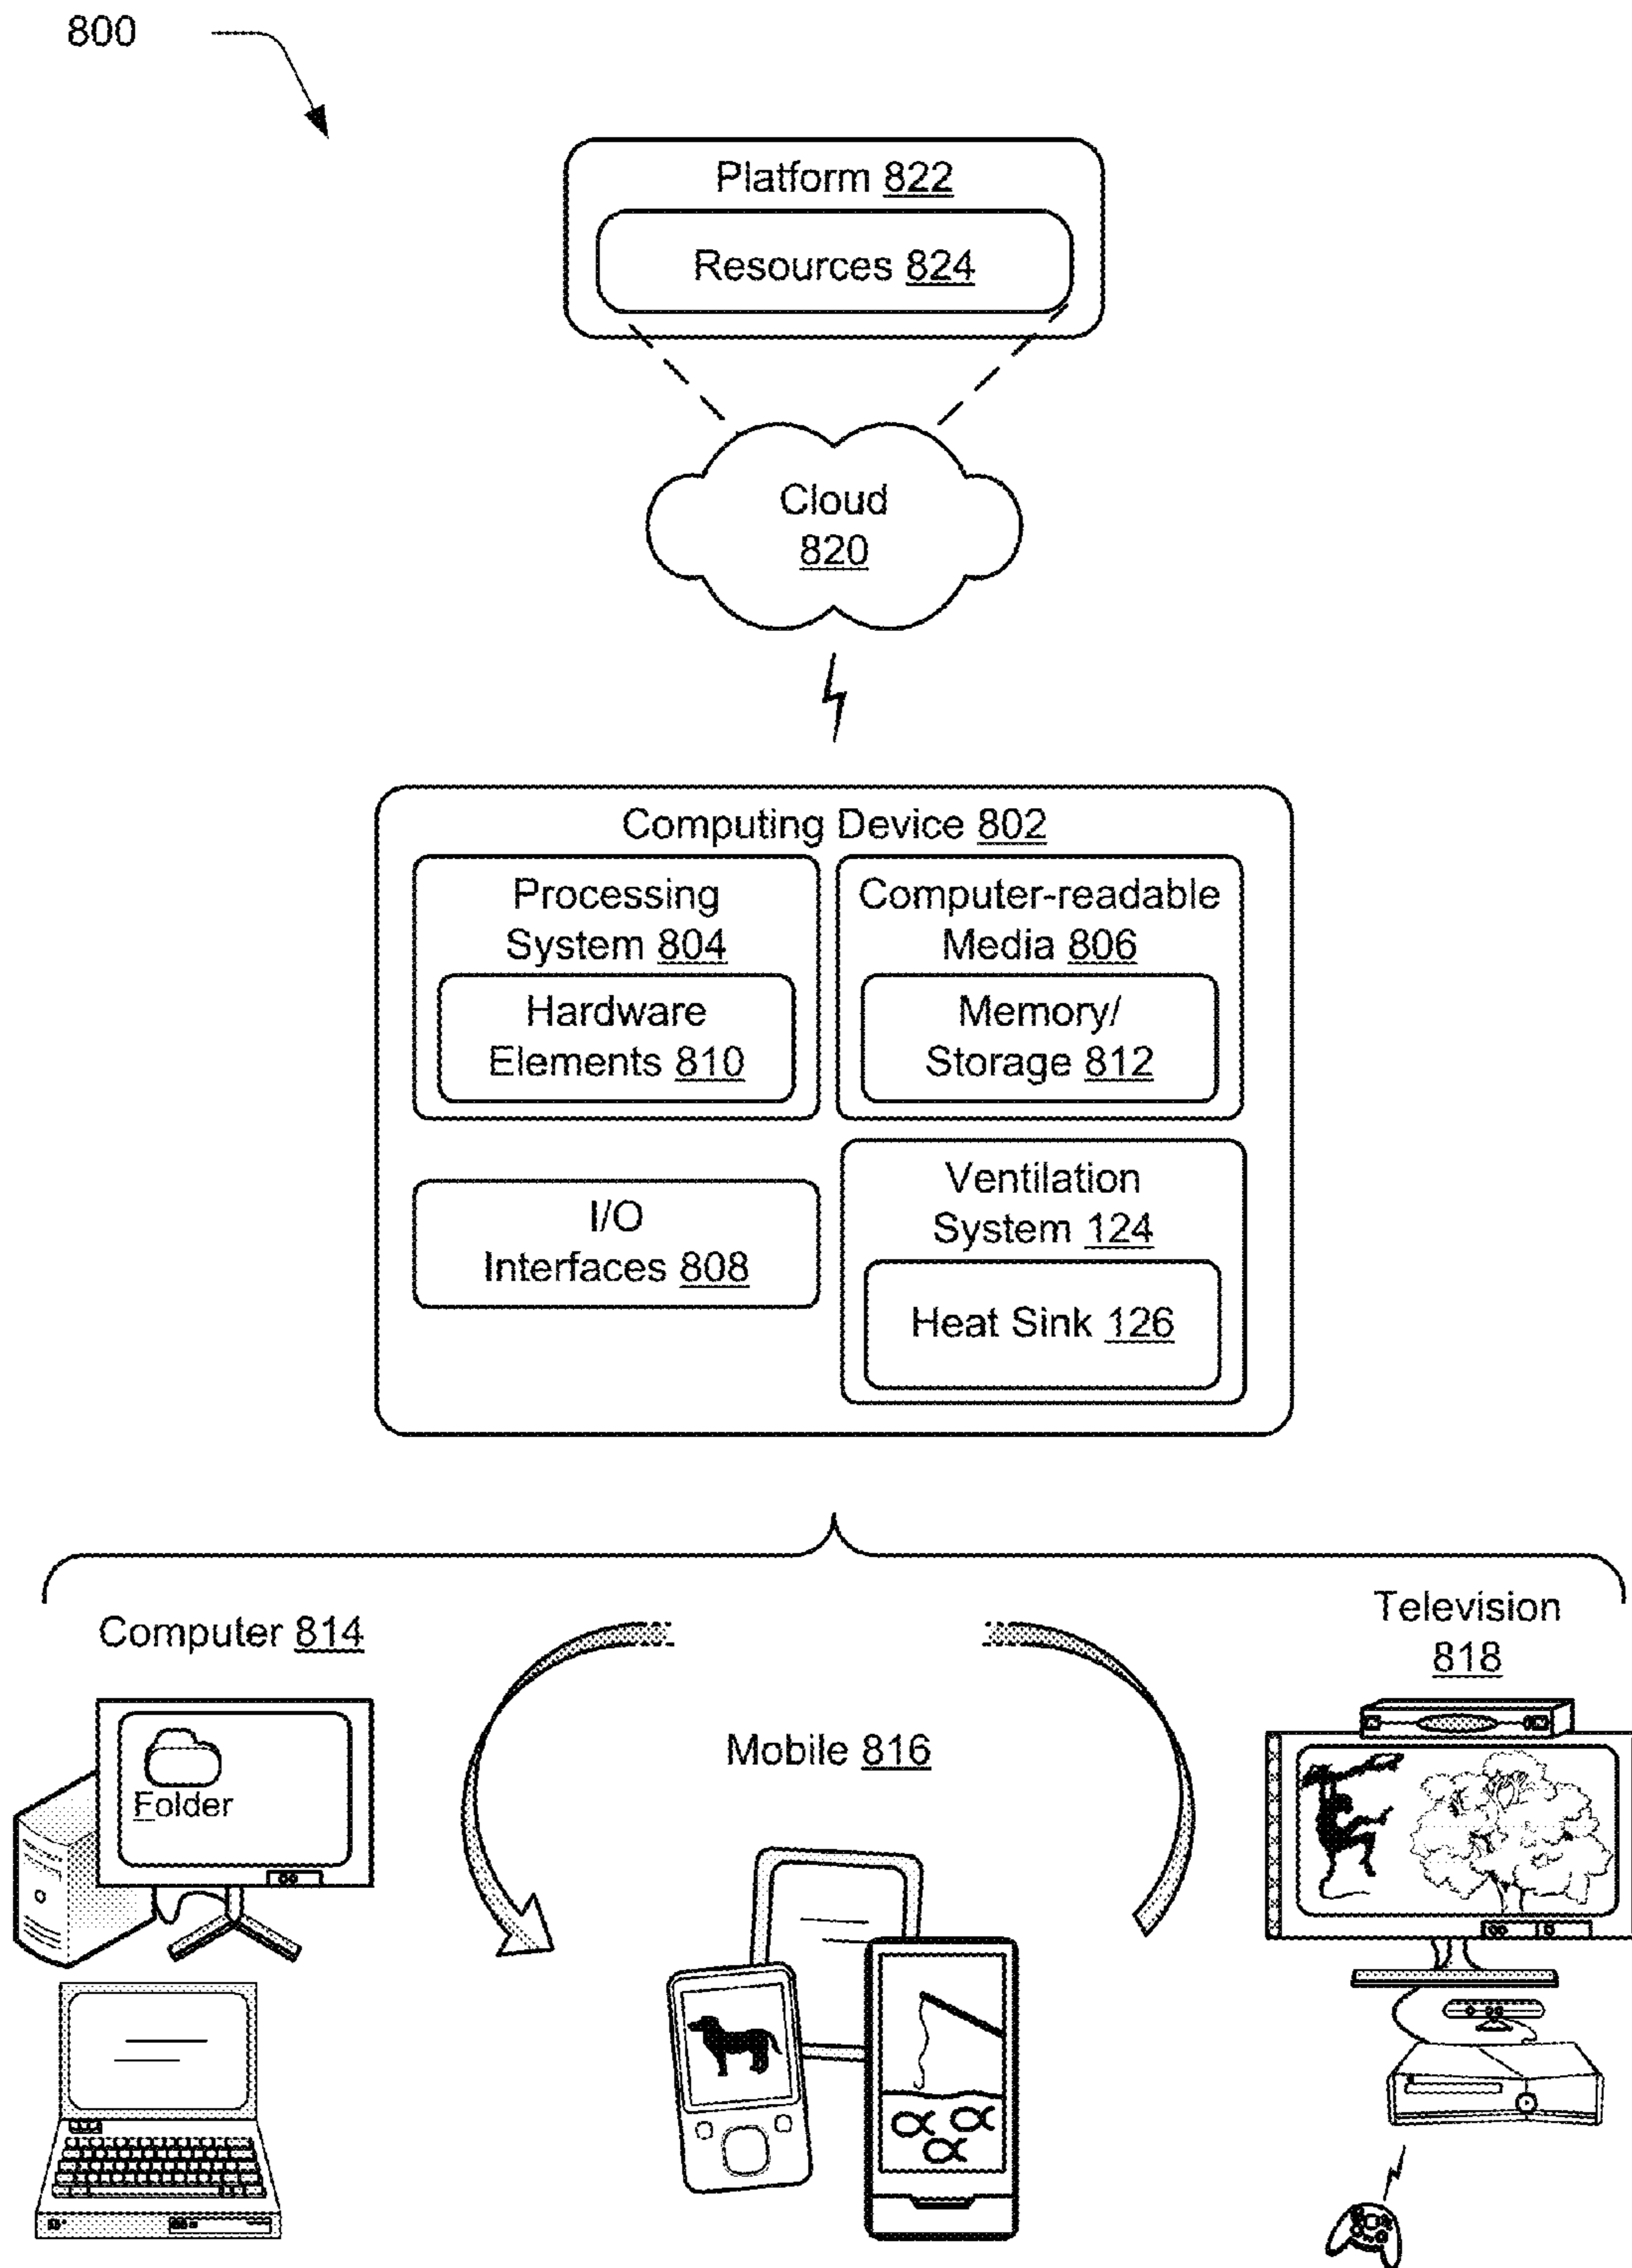 800
Platform 822
Resources 824
Cloud
820
Computing Device 802
Processing
System 804
Hardware
Elements 810
Computer-readable
Media 806
Memory/
Storage 812
I/O
Interfaces 808
Ventilation
System 124
Heat Sink 126
Computer 814
Folder
Mobile 816
Television
818